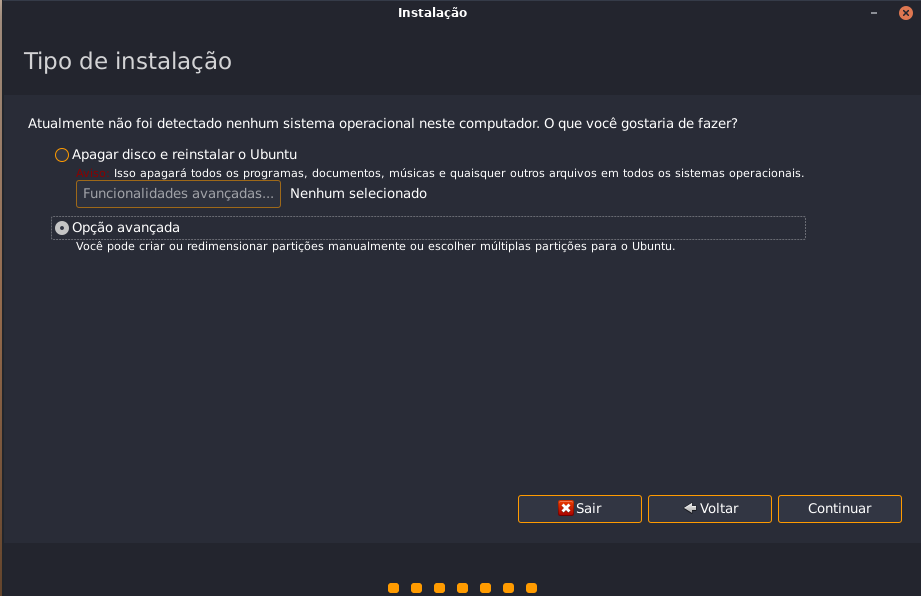 Instalação
Tipo de instalação
Atualmente não foi detectado nenhum sistema operacional neste computador. O que você gostaria de fazer?
Apagar disco e reinstalar o Ubuntu
Isso apagará todos os programas, documentos, músicas e quaisquer outros arquivos em todos os sistemas operacionais.
Funcionalidades avançadas... Nenhum selecionado
Opção avançada
Você pode criar ou redimensionar partições manualmente ou escolher múltiplas partições para o Ubuntu.
Sair Voltar Continuar